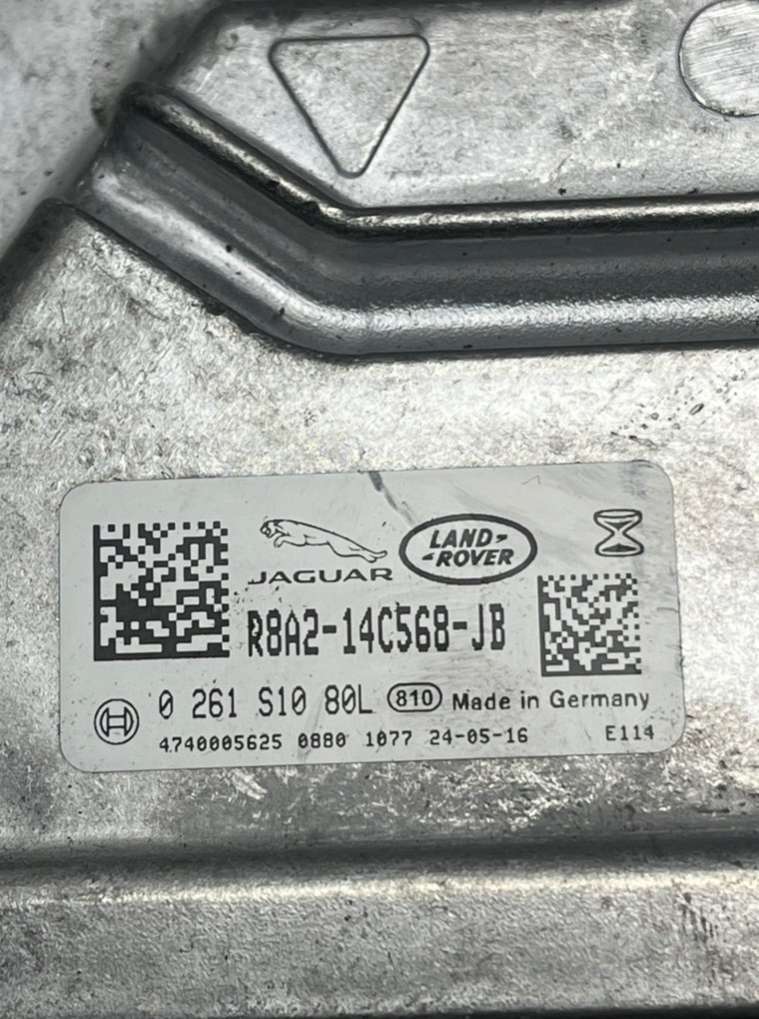 JAGUAR
LAND-
-ROVER
R8A2-14C568-JB
0 261 S10 80L 810 Made in Germany
4740005625 0880 1077 24-05-16 E114